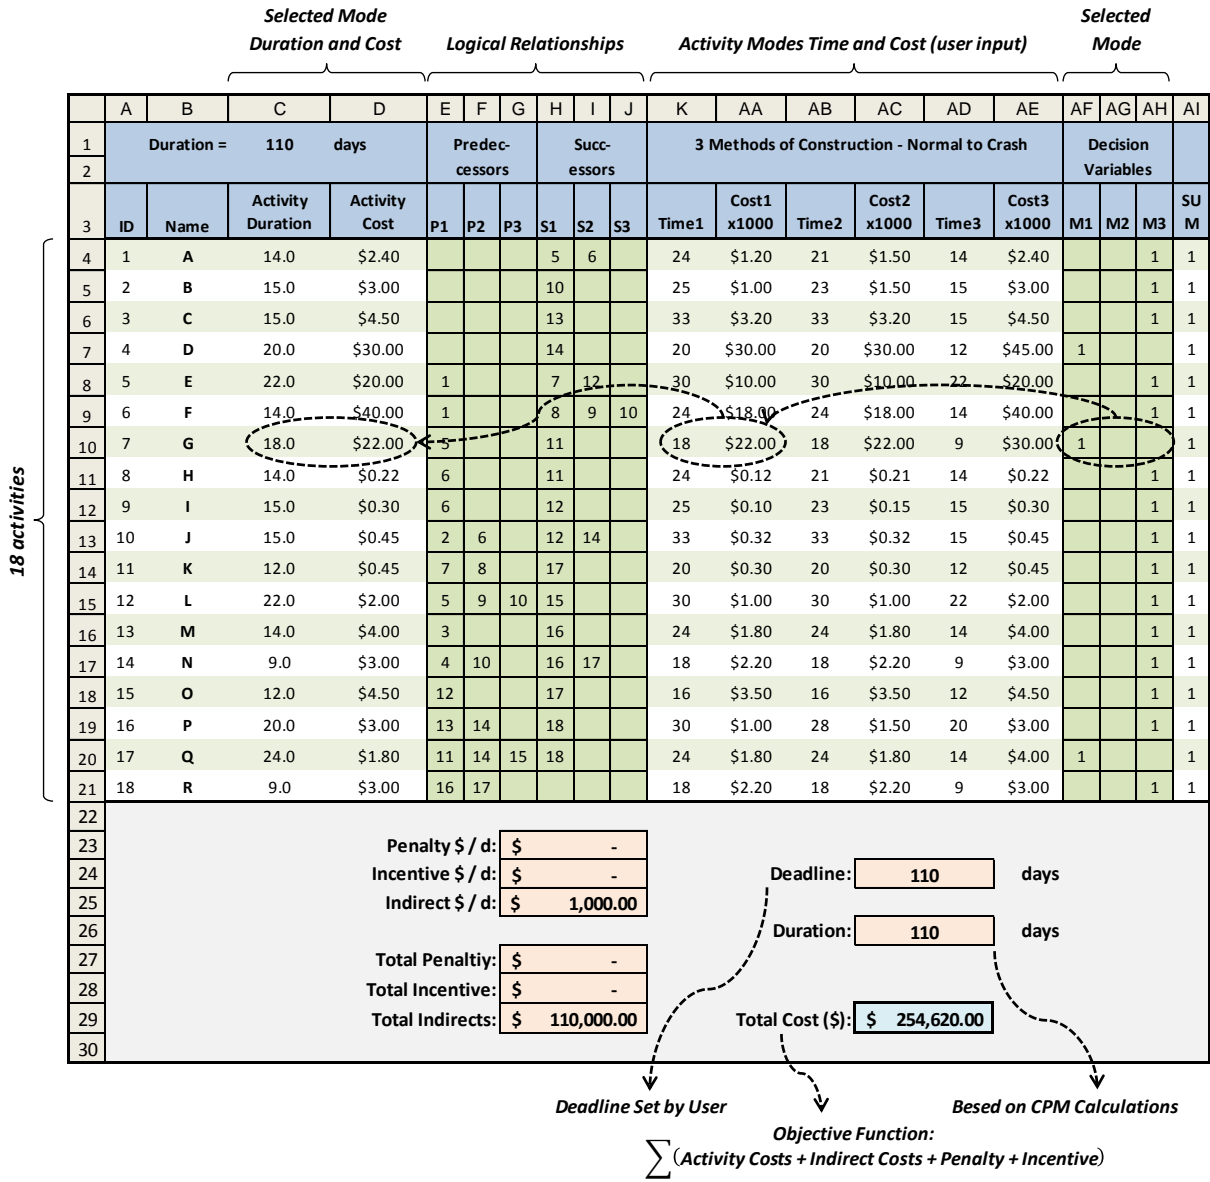 Selected Mode
Duration and Cost
Logical Relationships
Activity Modes Time and Cost (user input)
Selected
Mode
A B C D E F G H I J K AA AB AC AD AE AF AG AH AI
1 Duration = 110 days Predec- Succ- 3 Methods of Construction - Normal to Crash Decision
2 cessors essors Variables
Activity Activity Cost1 Cost2 Cost3 SU
3 ID Name Duration Cost P1 P2 P3 S1 S2 S3 Time1 x1000 Time2 x1000 Time3 x1000 M1 M2 M3 M
4 1 A 14.0 $2.40 5 6 24 $1.20 21 $1.50 14 $2.40 1 1
5 2 B 15.0 $3.00 10 25 $1.00 23 $1.50 15 $3.00 1 1
6 3 C 15.0 $4.50 13 33 $3.20 33 $3.20 15 $4.50 1 1
7 4 D 20.0 $30.00 14 20 $30.00 20 $30.00 12 $45.00 1 1
8 5 E 22.0 $20.00 1 7 12 30 $10.00 30 $10.00 22 $20.00 1 1
9 6 F 14.0 $40.00 1 8 9 10 24 $18.00 24 $18.00 14 $40.00 1 1
10 7 G 18.0 $22.00 5 11 18 $22.00 18 $22.00 9 $30.00 1 1
11 8 H 14.0 $0.22 6 11 24 $0.12 21 $0.21 14 $0.22 1 1
12 9 I 15.0 $0.30 6 12 25 $0.10 23 $0.15 15 $0.30 1 1
13 10 J 15.0 $0.45 2 6 12 14 33 $0.32 33 $0.32 15 $0.45 1 1
14 11 K 12.0 $0.45 7 8 17 20 $0.30 20 $0.30 12 $0.45 1 1
15 12 L 22.0 $2.00 5 9 10 15 30 $1.00 30 $1.00 22 $2.00 1 1
16 13 M 14.0 $4.00 3 16 24 $1.80 24 $1.80 14 $4.00 1 1
17 14 N 9.0 $3.00 4 10 16 17 18 $2.20 18 $2.20 9 $3.00 1 1
18 15 O 12.0 $4.50 12 17 16 $3.50 16 $3.50 12 $4.50 1 1
19 16 P 20.0 $3.00 13 14 18 30 $1.00 28 $1.50 20 $3.00 1 1
20 17 Q 24.0 $1.80 11 14 15 18 24 $1.80 24 $1.80 14 $4.00 1 1
21 18 R 9.0 $3.00 16 17 18 $2.20 18 $2.20 9 $3.00 1 1
18 activities
22
23 Penalty $ / d: $ -
24 Incentive $ / d: $ - Deadline: 110 days
25 Indirect $ / d: $ 1,000.00
26 Duration: 110 days
27 Total Penaltiy: $ -
28 Total Incentive: $ -
29 Total Indirects: $ 110,000.00 Total Cost ($): $ 254,620.00
30
Deadline Set by User
Besed on CPM Calculations
Objective Function:
∑(Activity Costs + Indirect Costs + Penalty + Incentive)